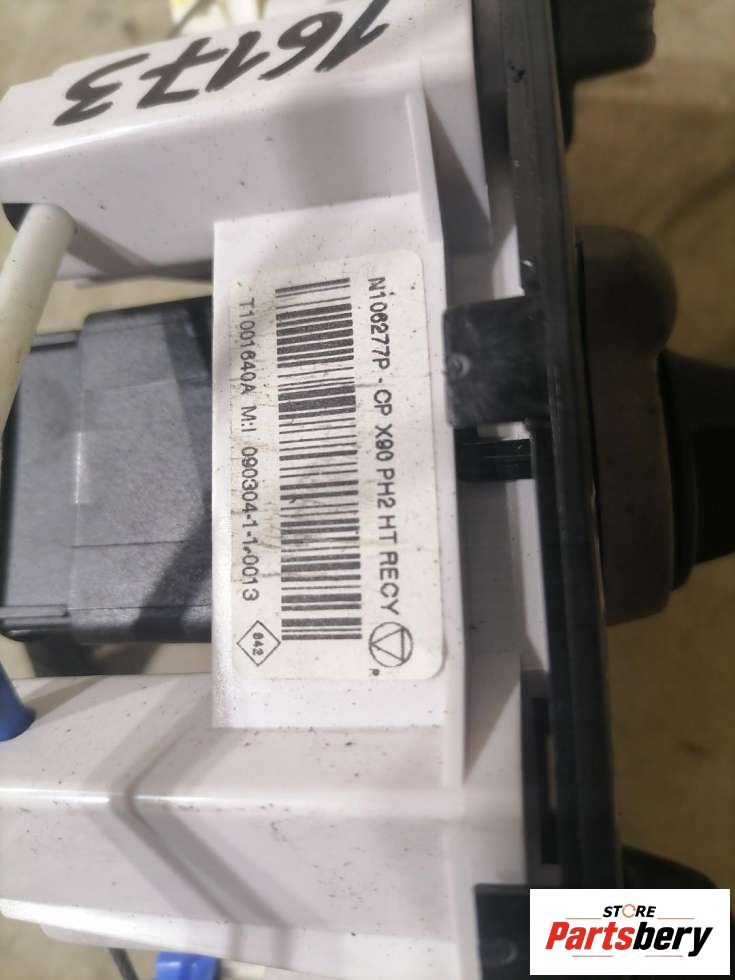 16173
N106277P - CP X90 PH2 HT RECY
P
T1001640A M:I 090304-1-1-0013
842
STORE
Partsbery